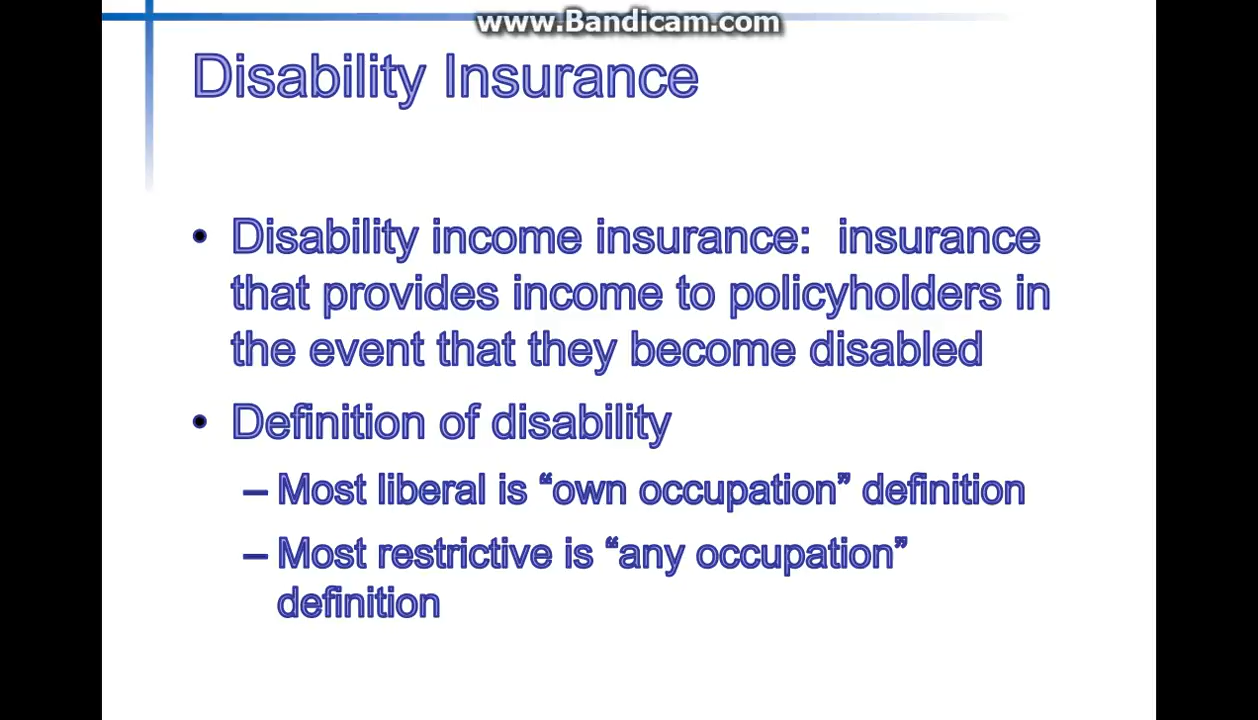 www.Bandicam.com
Disability Insurance
• Disability income insurance:  insurance
that provides income to policyholders in
the event that they become disabled
• Definition of disability
– Most liberal is “own occupation” definition
– Most restrictive is “any occupation”
definition